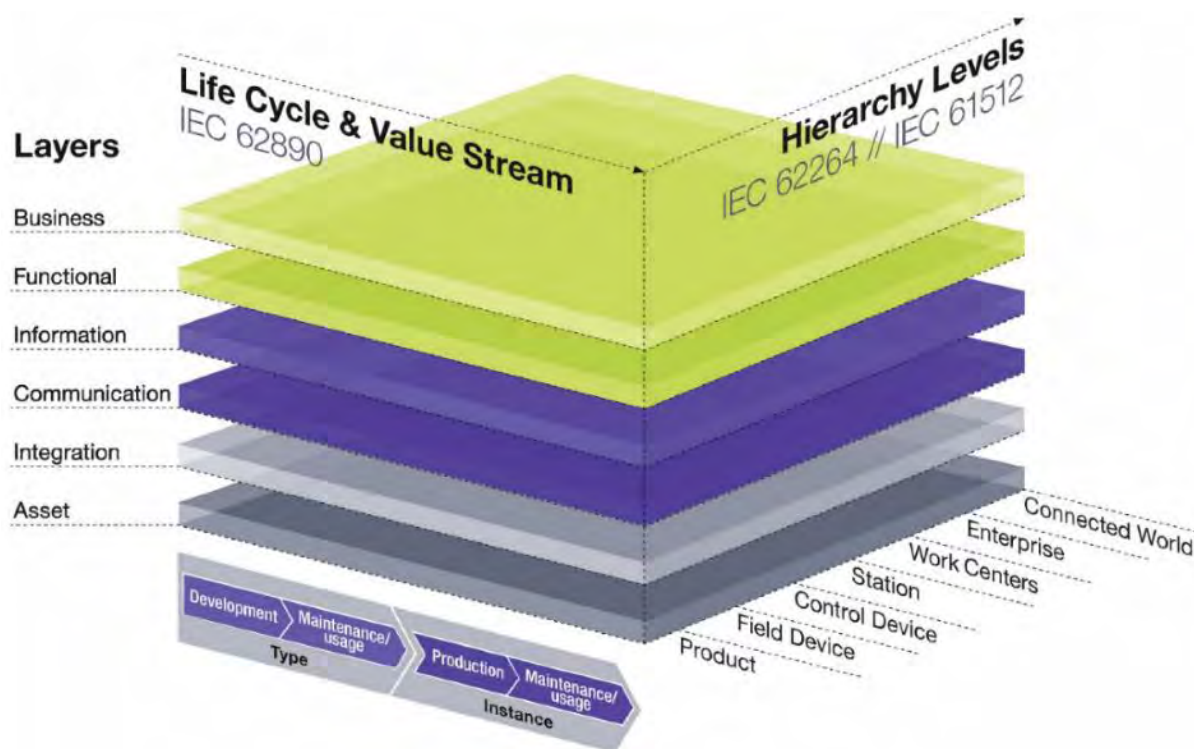 Life Cycle & Value Stream
IEC 62890
Hierarchy Levels
IEC 62264 // IEC 61512
Layers
Business
Functional
Information
Communication
Integration
Asset
Development
Maintenance/
usage
Type
Production
Maintenance/
usage
Instance
Connected World
Enterprise
Work Centers
Station
Control Device
Field Device
Product